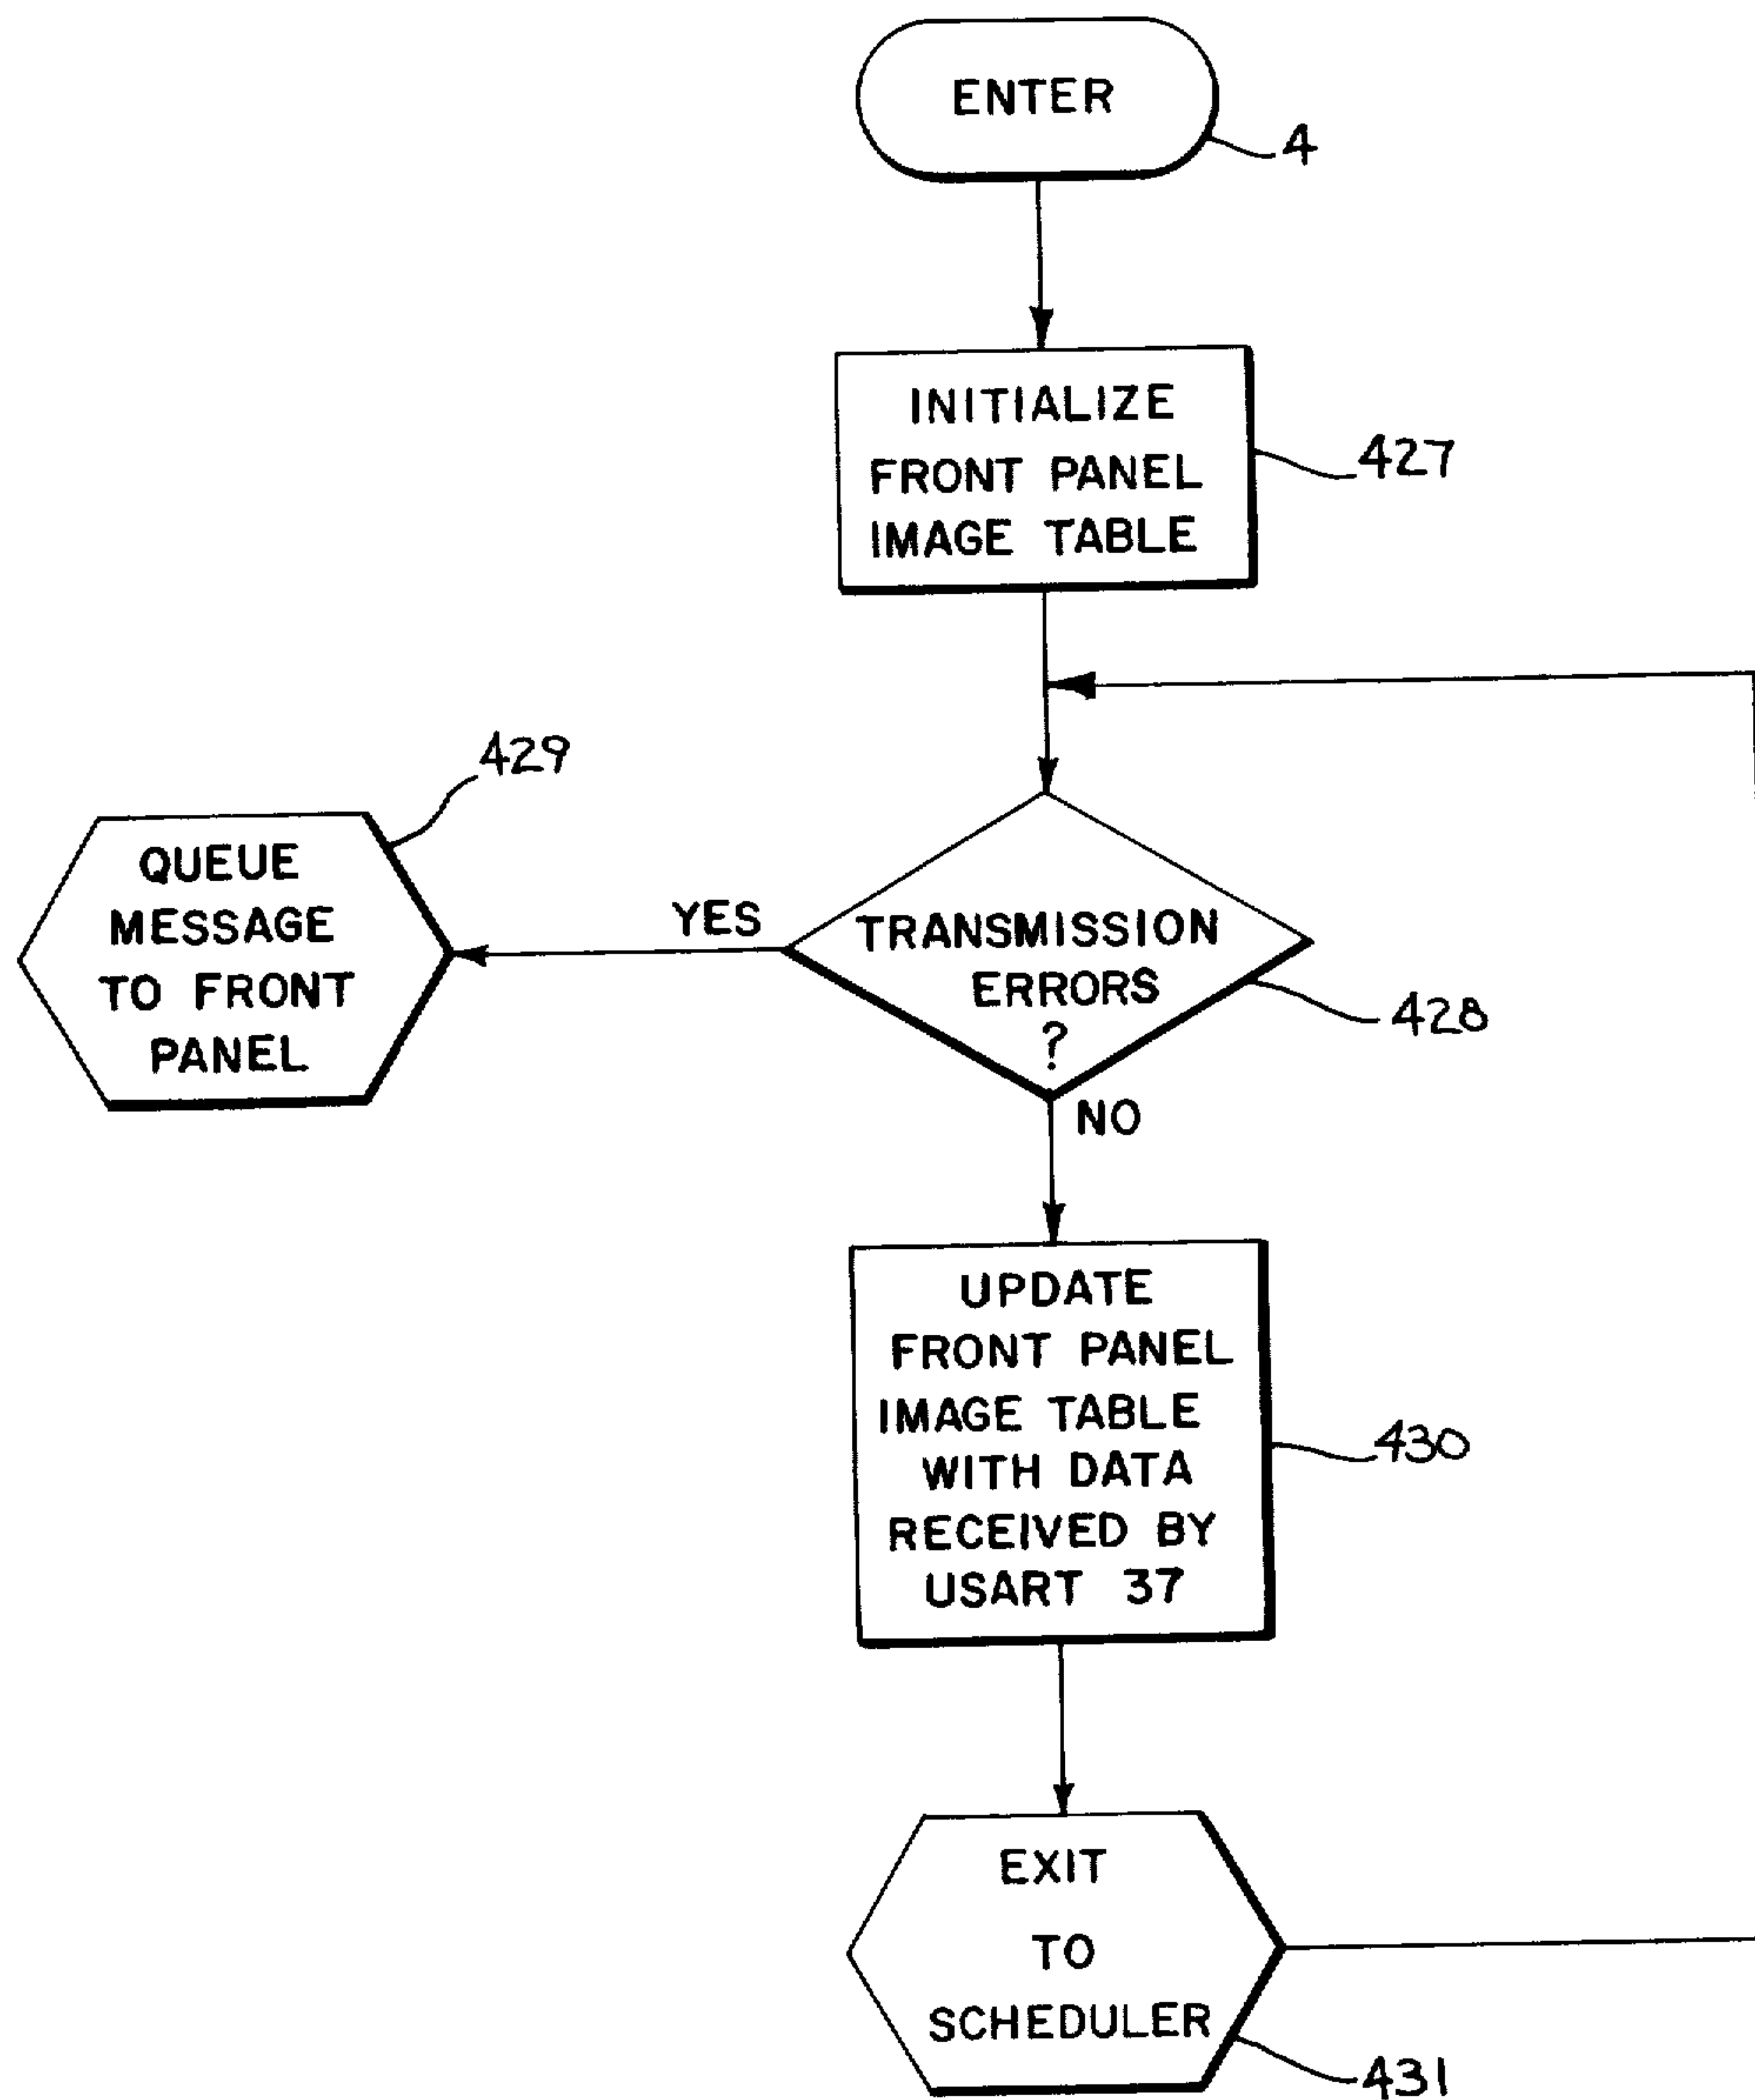 ENTER
4
INITIALIZE
FRONT PANEL
IMAGE TABLE
427
429
QUEUE
MESSAGE
TO FRONT
PANEL
YES
TRANSMISSION
ERRORS
?
428
NO
UPDATE
FRONT PANEL
IMAGE TABLE
WITH DATA
RECEIVED BY
USART 37
430
EXIT
TO
SCHEDULER
431